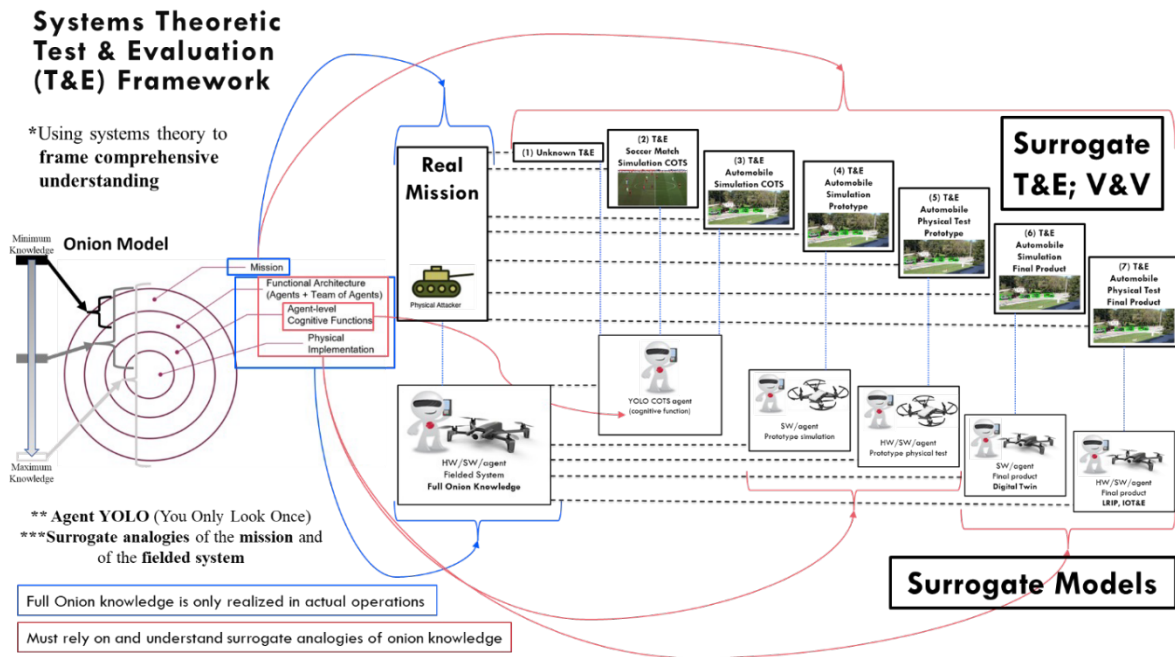 Systems Theoretic
Test & Evaluation
(T&E) Framework
*Using systems theory to
frame comprehensive
understanding
Minimum
Knowledge
Onion Model
Mission
Functional Architecture
(Agents + Team of Agents)
Agent-level
Cognitive Functions
Physical
Implementation
Maximum
Knowledge
** Agent YOLO (You Only Look Once)
***Surrogate analogies of the mission and
of the fielded system
Full Onion knowledge is only realized in actual operations
Must rely on and understand surrogate analogies of onion knowledge
Real
Mission
Physical Attacker
(1) Unknown T&E
(2) T&E
Soccer Match
Simulation COTS
(3) T&E
Automobile
Simulation COTS
(4) T&E
Automobile
Simulation
Prototype
(5) T&E
Automobile
Physical Test
Prototype
(6) T&E
Automobile
Simulation
Final Product
(7) T&E
Automobile
Physical Test
Final Product
Surrogate
T&E; V&V
HW/SW/agent
Fielded System
Full Onion Knowledge
YOLO COTS agent
(cognitive function)
SW/agent
Prototype simulation
HW/SW/agent
Prototype physical test
SW/agent
Final product
Digital Twin
HW/SW/agent
Final product
LRIP, IOT&E
Surrogate Models